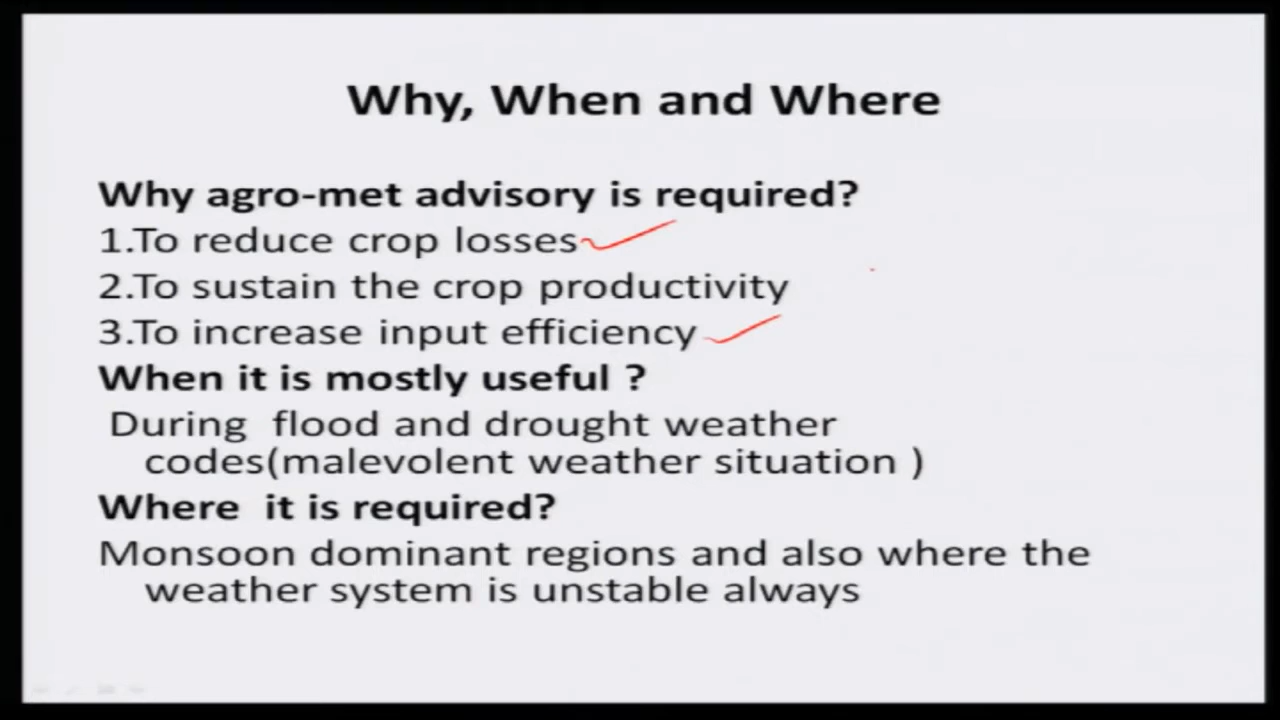 Why, When and Where
Why agro-met advisory is required?
1.To reduce crop losses
2.To sustain the crop productivity
3.To increase input efficiency
When it is mostly useful ?
During flood and drought weather
codes(malevolent weather situation )
Where it is required?
Monsoon dominant regions and also where the
weather system is unstable always